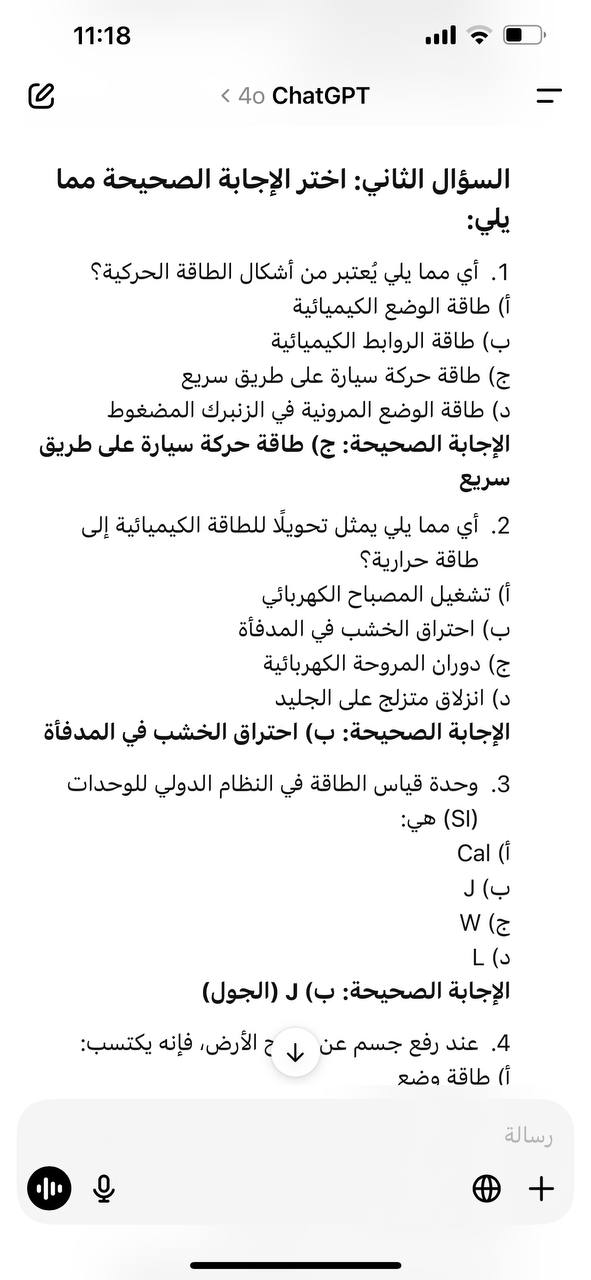 11:18
4o ChatGPT
السؤال الثاني: اختر الإجابة الصحيحة مما
يلي:
1. أي مما يلي يُعتبر من أشكال الطاقة الحركية؟
أ) طاقة الوضع الكيميائية
ب) طاقة الروابط الكيميائية
ج) طاقة حركة سيارة على طريق سريع
د) طاقة الوضع المرونية في الزنبرك المضغوط
الإجابة الصحيحة: ج) طاقة حركة سيارة على طريق
سريع
2. أي مما يلي يمثل تحويلًا للطاقة الكيميائية إلى
طاقة حرارية؟
أ) تشغيل المصباح الكهربائي
ب) احتراق الخشب في المدفأة
ج) دوران المروحة الكهربائية
د) انزلاق متزلج على الجليد
الإجابة الصحيحة: ب) احتراق الخشب في المدفأة
3. وحدة قياس الطاقة في النظام الدولي للوحدات
(SI) هي:
أ) Cal
ب) J
ج) W
د) L
الإجابة الصحيحة: ب) J (الجول)
4. عند رفع جسم عن الأرض، فإنه يكتسب:
أ) طاقة وضع
رسالة